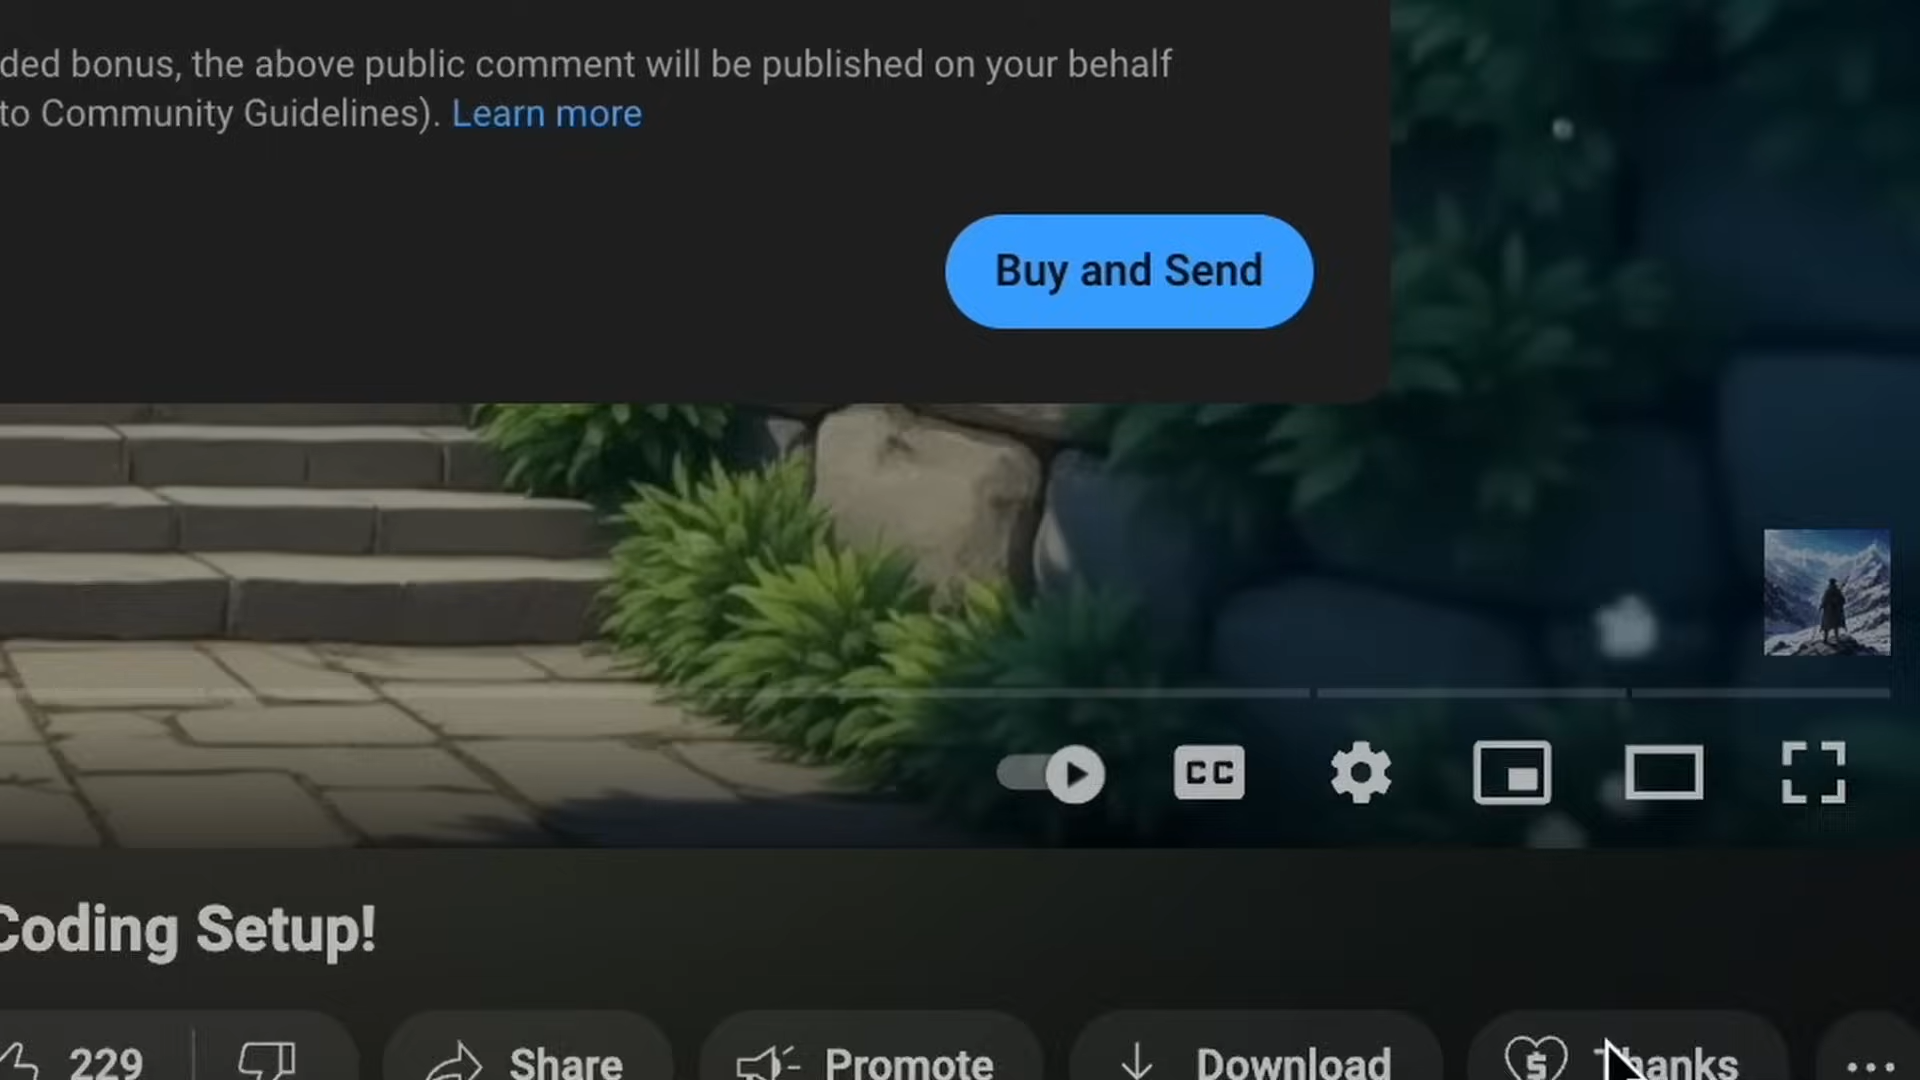 ded bonus, the above public comment will be published on your behalf
to Community Guidelines). Learn more
Buy and Send
CC
Coding Setup!
229 Share Promote Download Thanks